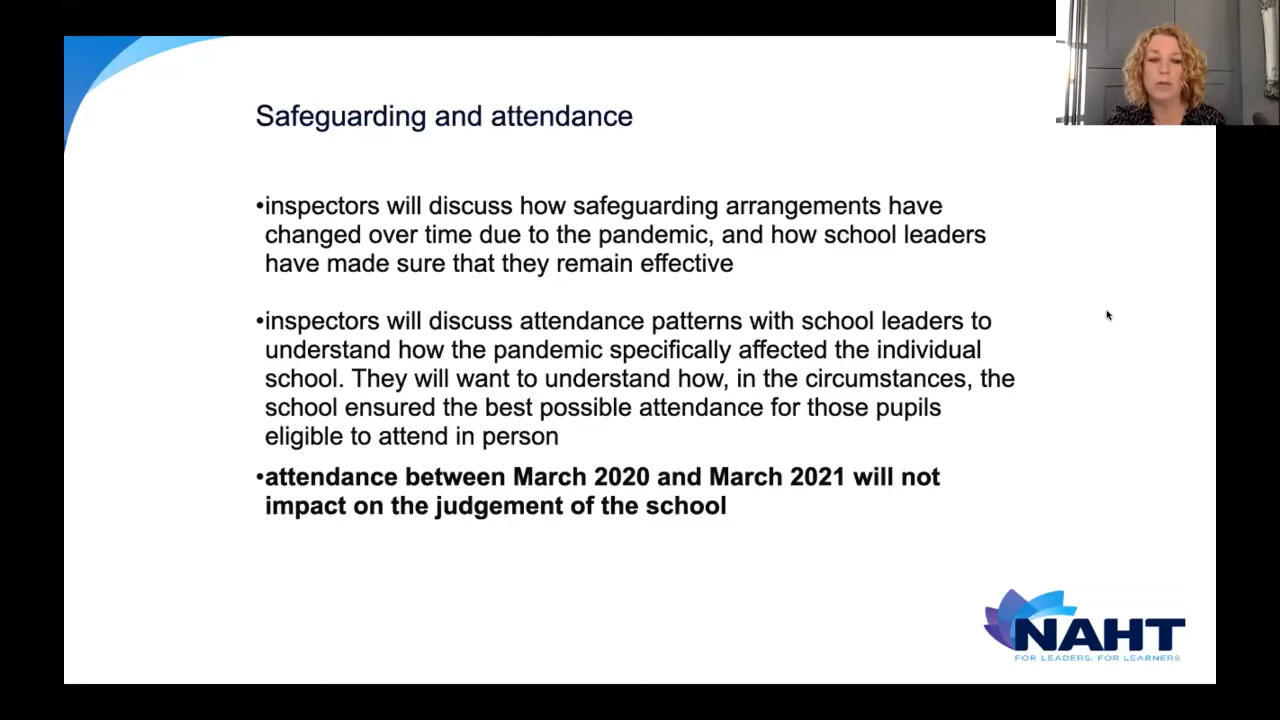 Safeguarding and attendance
•inspectors will discuss how safeguarding arrangements have
changed over time due to the pandemic, and how school leaders
have made sure that they remain effective
•inspectors will discuss attendance patterns with school leaders to
understand how the pandemic specifically affected the individual
school. They will want to understand how, in the circumstances, the
school ensured the best possible attendance for those pupils
eligible to attend in person
•attendance between March 2020 and March 2021 will not
impact on the judgement of the school
NAHT
FOR LEADERS, FOR LEARNERS